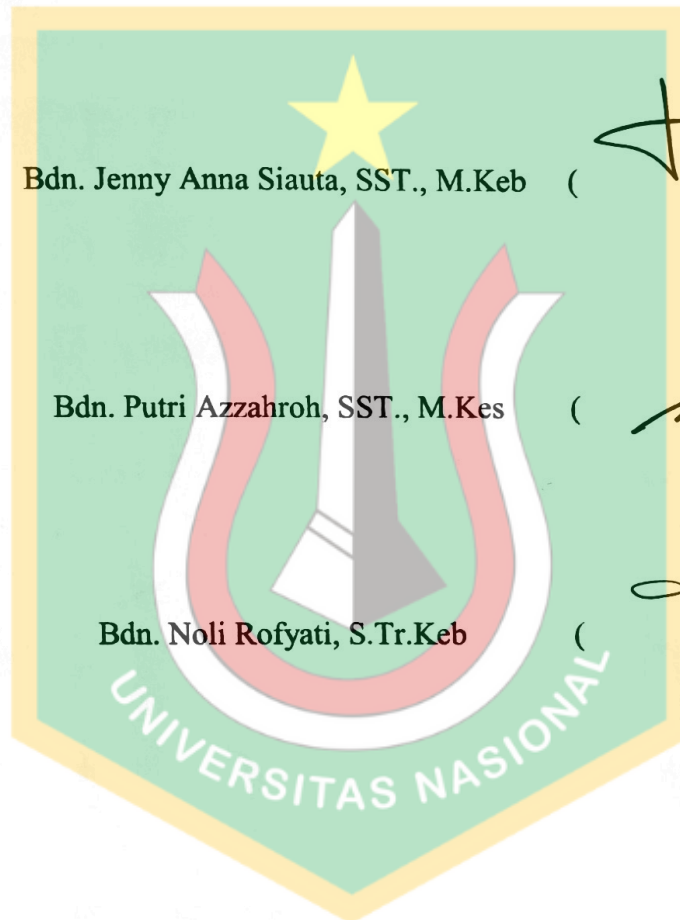 Bdn. Jenny Anna Siauta, SST., M.Keb (
Bdn. Putri Azzahroh, SST., M.Kes (
Bdn. Noli Rofyati, S.Tr.Keb (
UNIVERSITAS NASIONAL